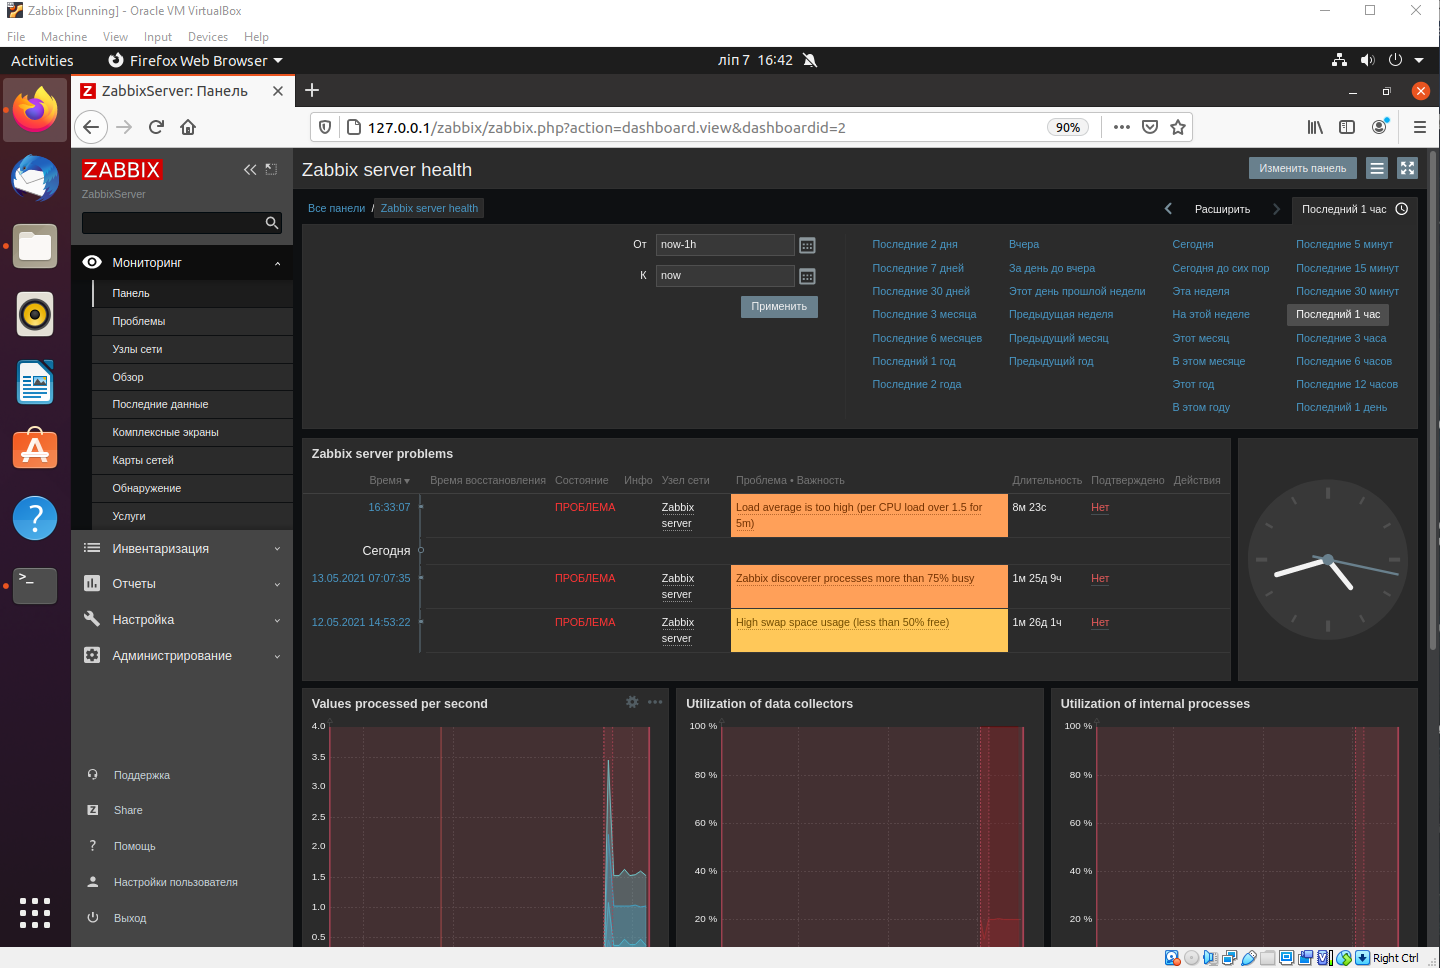 Zabbix [Running] - Oracle VM VirtualBox
File Machine View Input Devices Help
Activities Firefox Web Browser ліп 7 16:42
ZabbixServer: Панель
127.0.0.1/zabbix/zabbix.php?action=dashboard.view&dashboardid=2 90%
ZABBIX
ZabbixServer
Мониторинг
Панель
Проблемы
Узлы сети
Обзор
Последние данные
Комплексные экраны
Карты сетей
Обнаружение
Услуги
Инвентаризация
Отчеты
Настройка
Администрирование
Поддержка
Share
Помощь
Настройки пользователя
Выход
Zabbix server health Изменить панель
Все панели / Zabbix server health Расширить Последний 1 час
От now-1h
К now
Применить
Последние 2 дня Вчера Сегодня Последние 5 минут
Последние 7 дней За день до вчера Сегодня до сих пор Последние 15 минут
Последние 30 дней Этот день прошлой недели Эта неделя Последние 30 минут
Последние 3 месяца Предыдущая неделя На этой неделе Последний 1 час
Последние 6 месяцев Предыдущий месяц Этот месяц Последние 3 часа
Последний 1 год Предыдущий год В этом месяце Последние 6 часов
Последние 2 года Этот год Последние 12 часов
В этом году Последний 1 день
Zabbix server problems
Время Время восстановления Состояние Инфо Узел сети Проблема • Важность Длительность Подтверждено Действия
16:33:07 ПРОБЛЕМА Zabbix server Load average is too high (per CPU load over 1.5 for 5m) 8м 23с Нет
Сегодня
13.05.2021 07:07:35 ПРОБЛЕМА Zabbix server Zabbix discoverer processes more than 75% busy 1м 25д 9ч Нет
12.05.2021 14:53:22 ПРОБЛЕМА Zabbix server High swap space usage (less than 50% free) 1м 26д 1ч Нет
Values processed per second
4.0
3.5
3.0
2.5
2.0
1.5
1.0
0.5
Utilization of data collectors
100 %
80 %
60 %
40 %
20 %
Utilization of internal processes
100 %
80 %
60 %
40 %
20 %
Right Ctrl